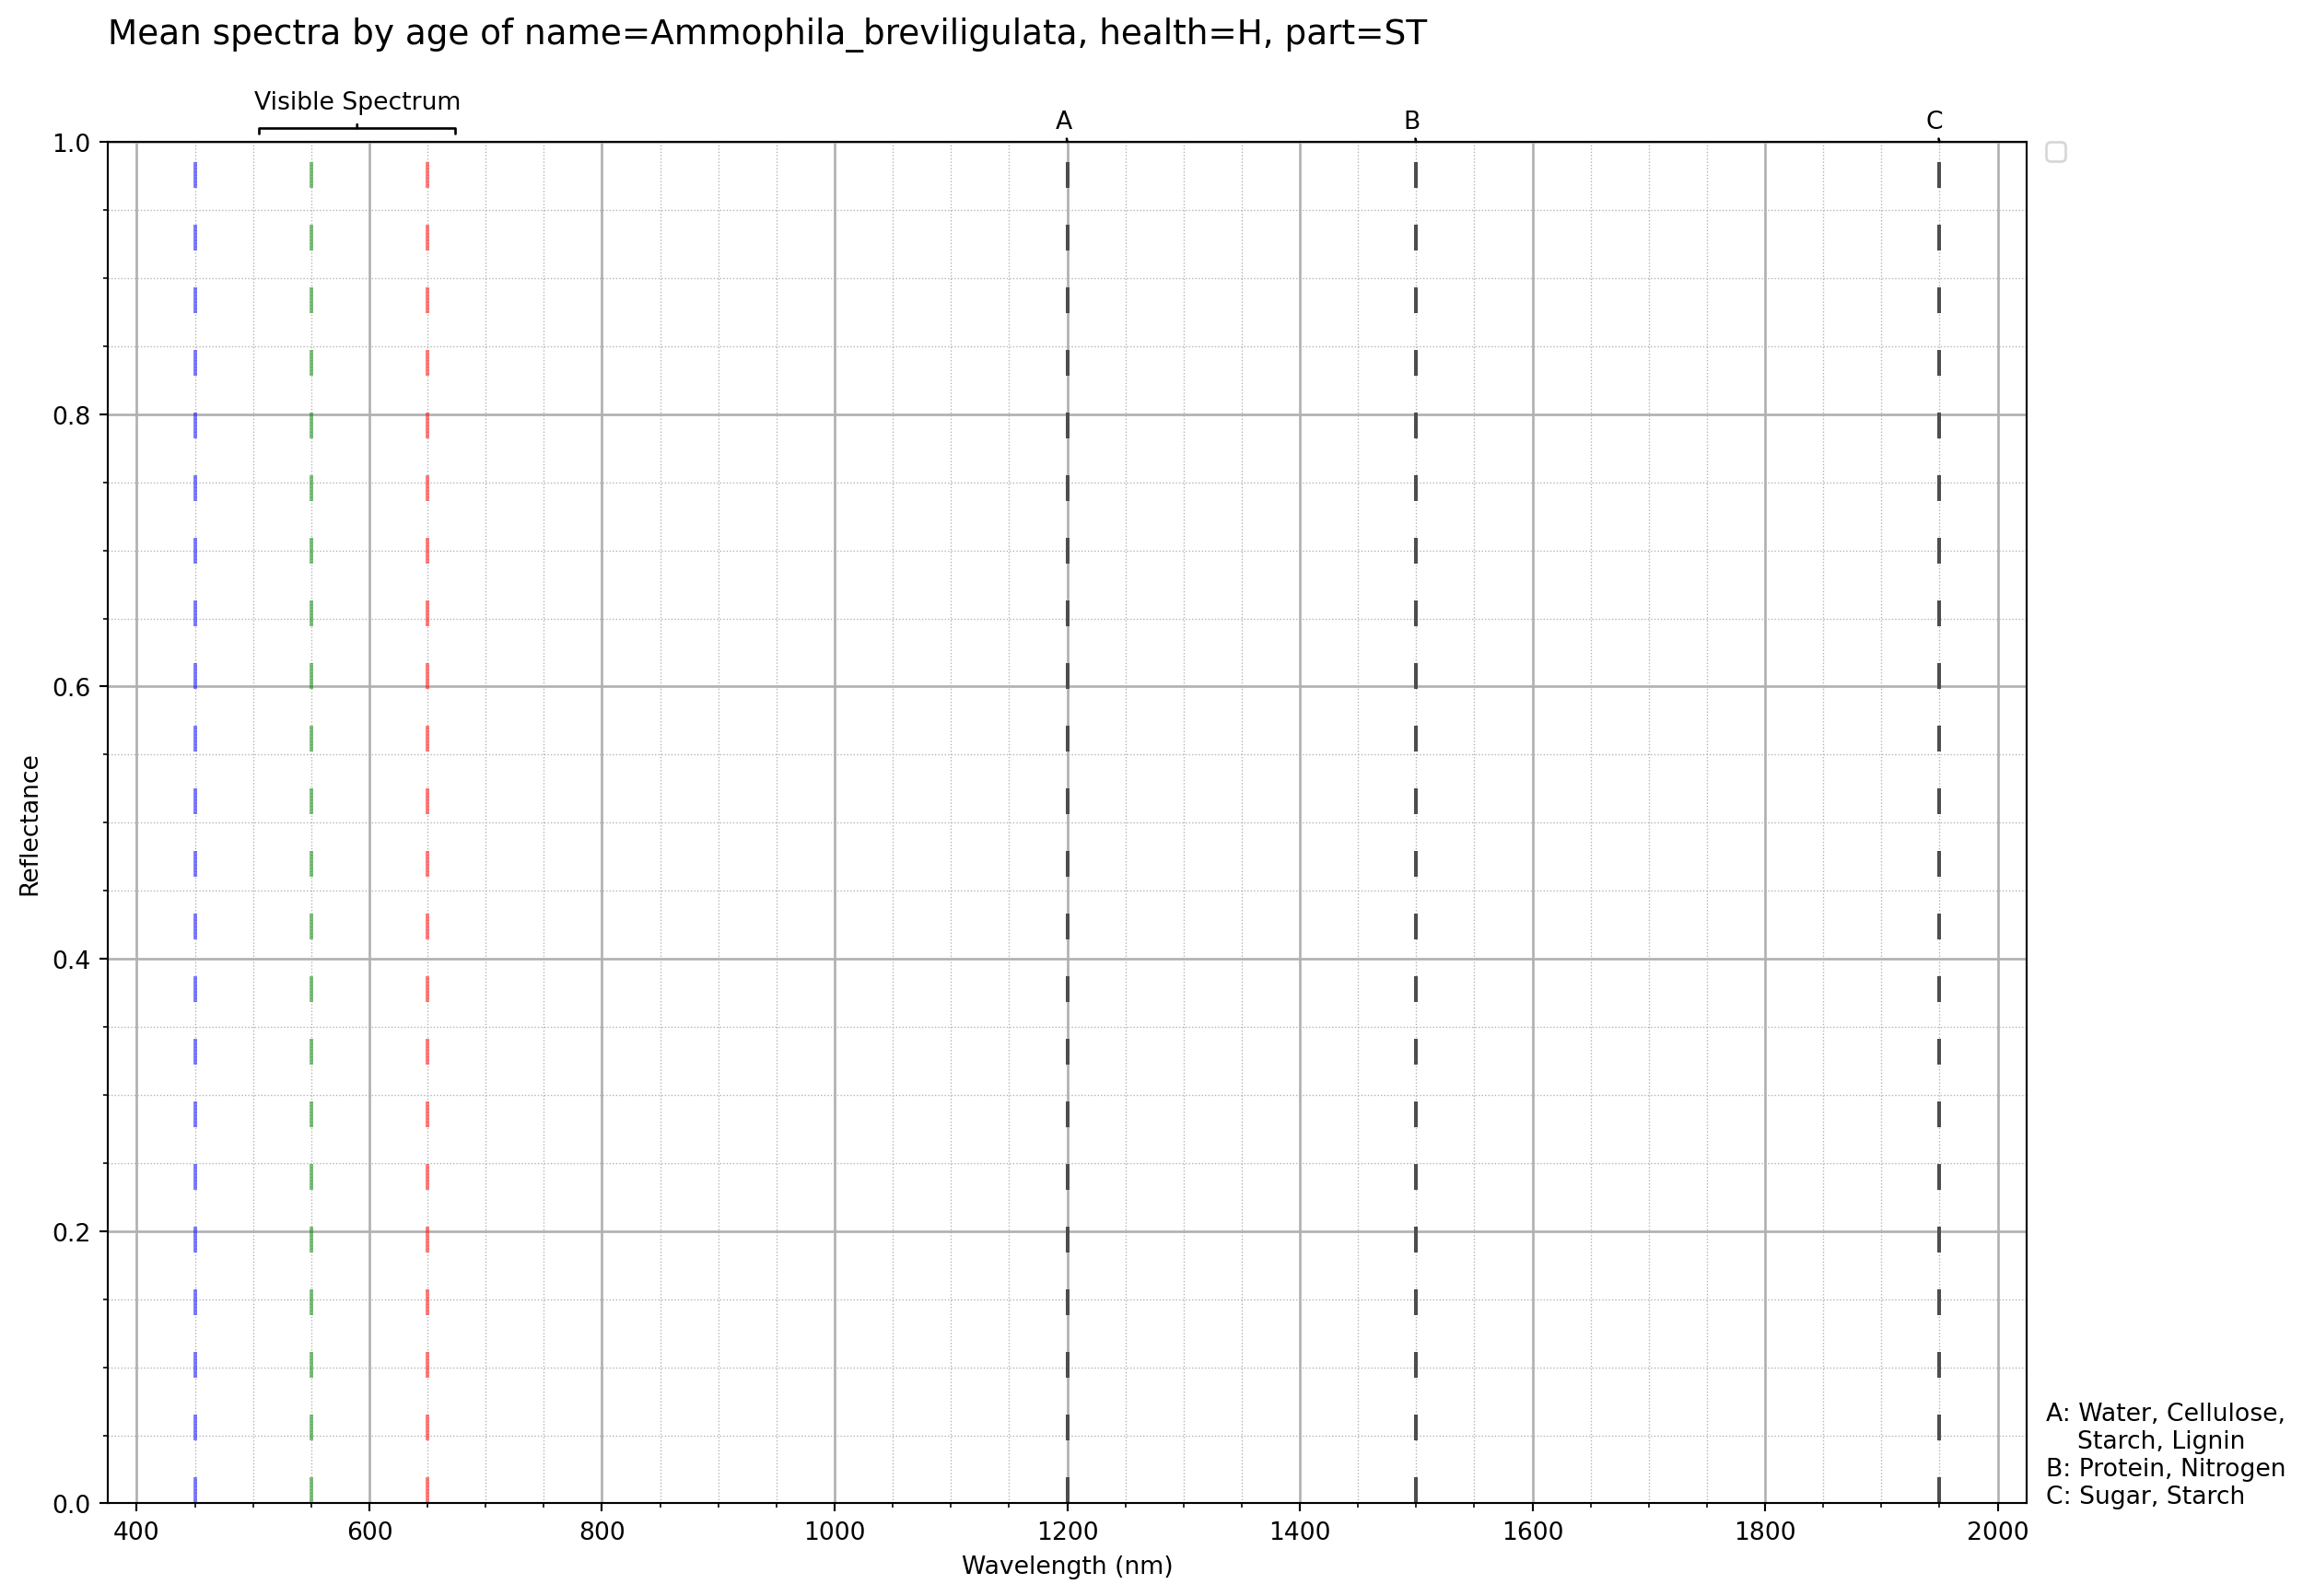 Mean spectra by age of name=Ammophila_breviligulata, health=H, part=ST
Visible Spectrum
A
B
C
1.0
0.8
0.6
0.4
0.2
0.0
Reflectance
400
600
800
1000
1200
1400
1600
1800
2000
Wavelength (nm)
A: Water, Cellulose,
Starch, Lignin
B: Protein, Nitrogen
C: Sugar, Starch